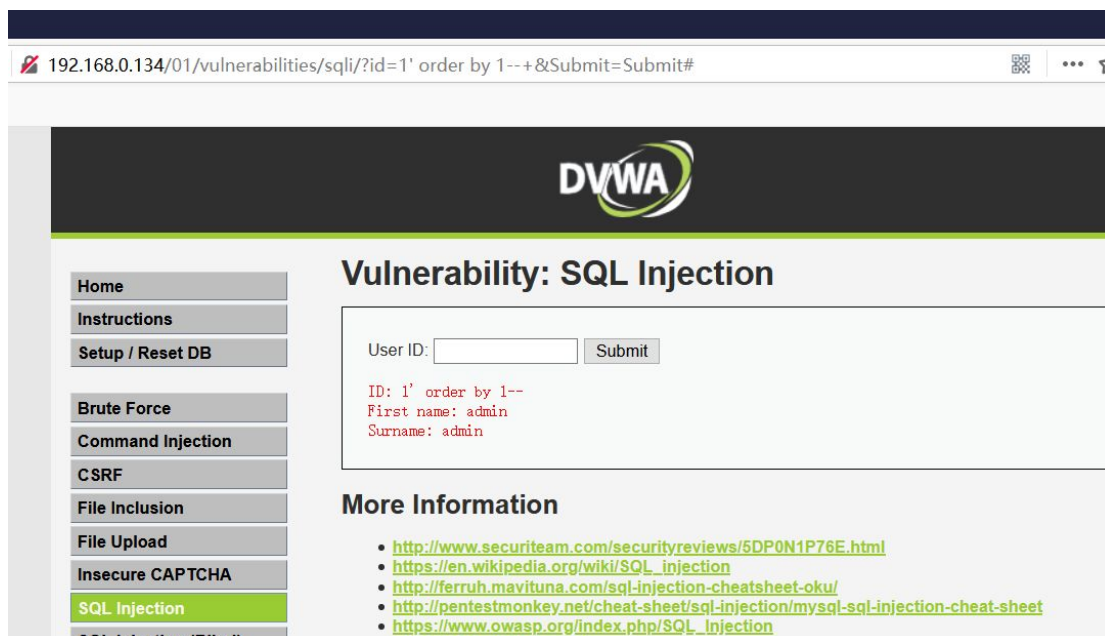 192.168.0.134/01/vulnerabilities/sqli/?id=1' order by 1--+&Submit=Submit#
DVWA
Home
Instructions
Setup / Reset DB
Brute Force
Command Injection
CSRF
File Inclusion
File Upload
Insecure CAPTCHA
SQL Injection
Vulnerability: SQL Injection
User ID:
Submit
ID: 1' order by 1--
First name: admin
Surname: admin
More Information
http://www.securiteam.com/securityreviews/5DP0N1P76E.html
https://en.wikipedia.org/wiki/SQL_injection
http://ferruh.mavituna.com/sql-injection-cheatsheet-oku/
http://pentestmonkey.net/cheat-sheet/sql-injection/mysql-sql-injection-cheat-sheet
https://www.owasp.org/index.php/SQL_Injection